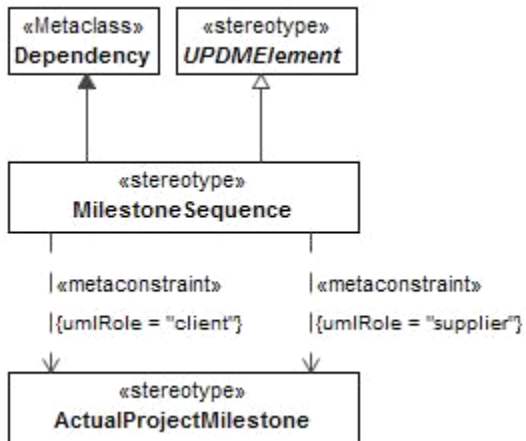 «Metaclass»
Dependency
«stereotype»
UPDMElement
«stereotype»
MilestoneSequence
«metaconstraint»
{umlRole = "client"}
«metaconstraint»
{umlRole = "supplier"}
«stereotype»
ActualProjectMilestone